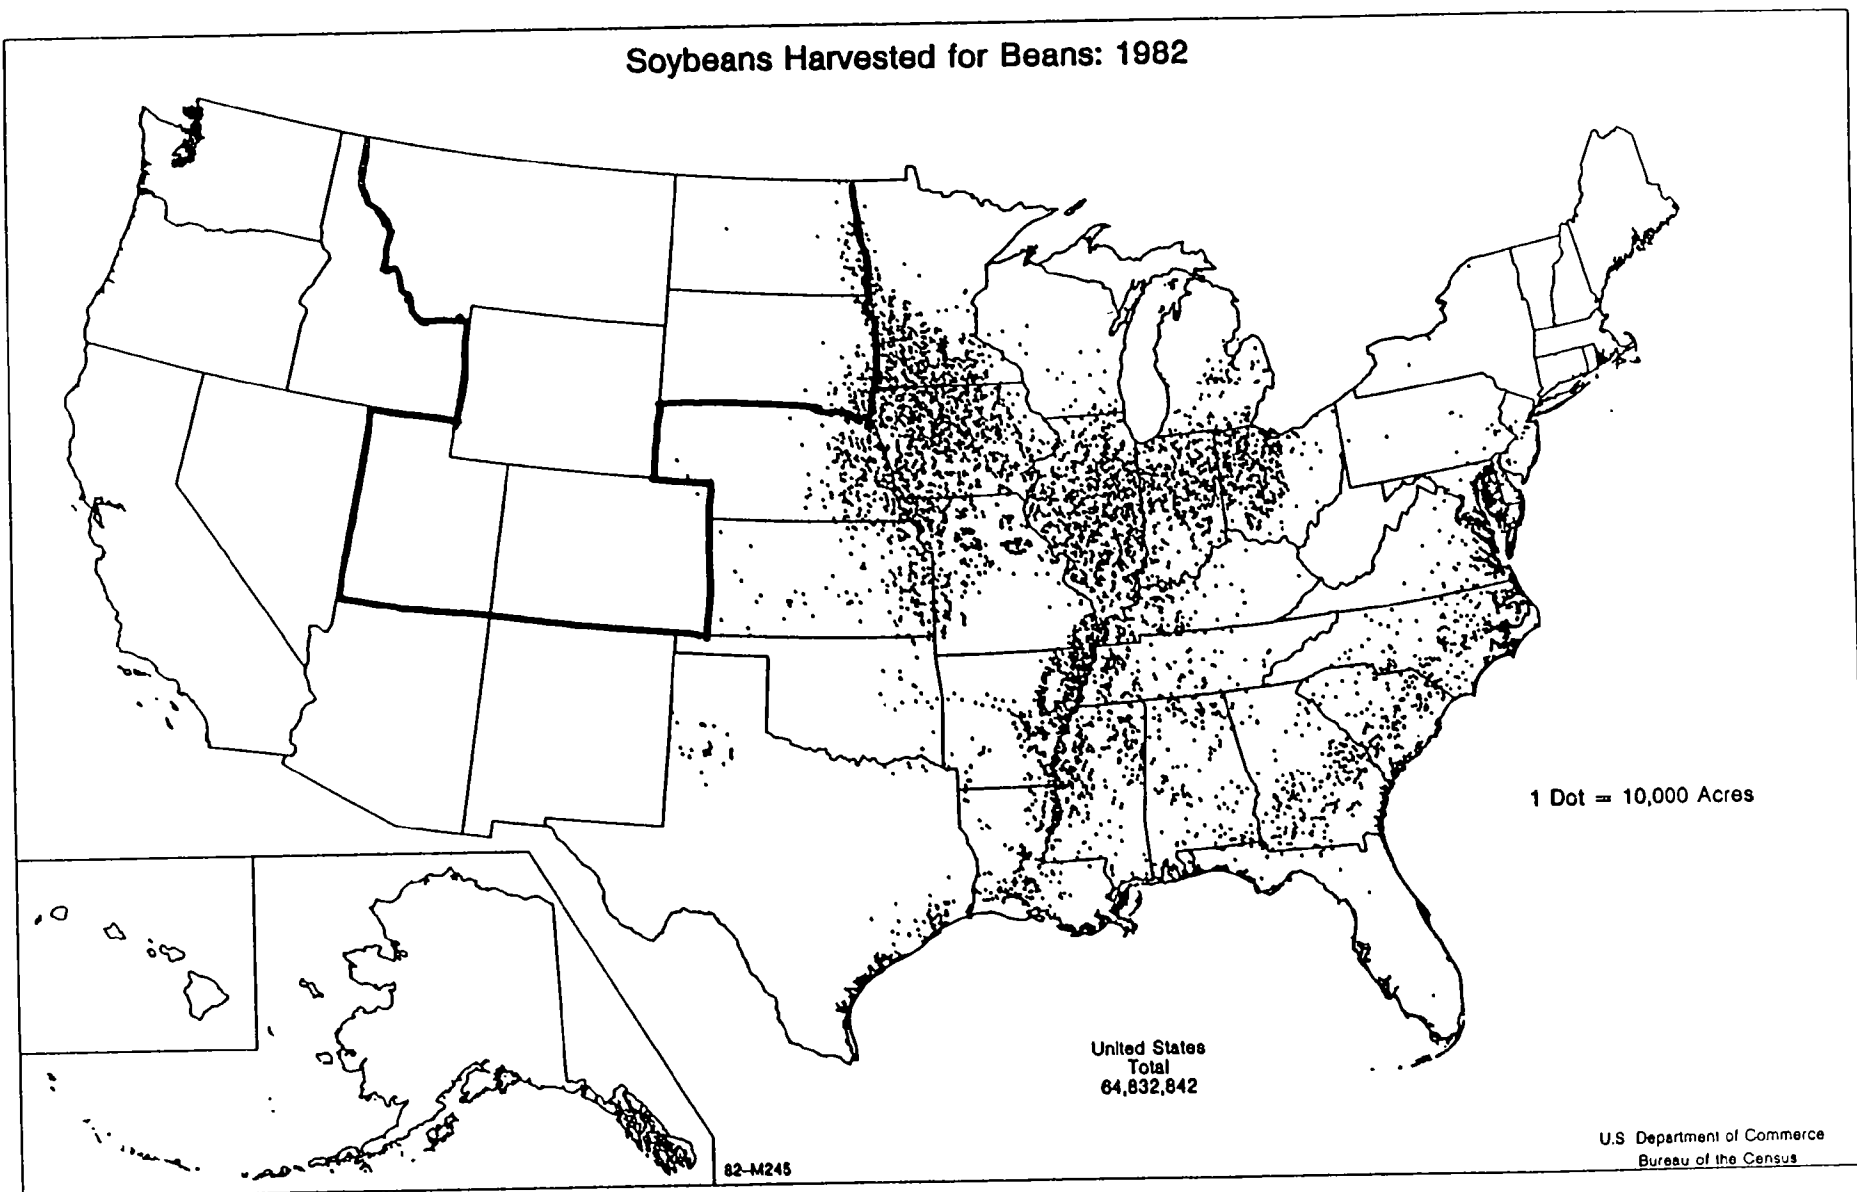 Soybeans Harvested for Beans: 1982
1 Dot = 10,000 Acres
United States
Total
64,832,842
82-M245
U.S Department of Commerce
Bureau of the Census